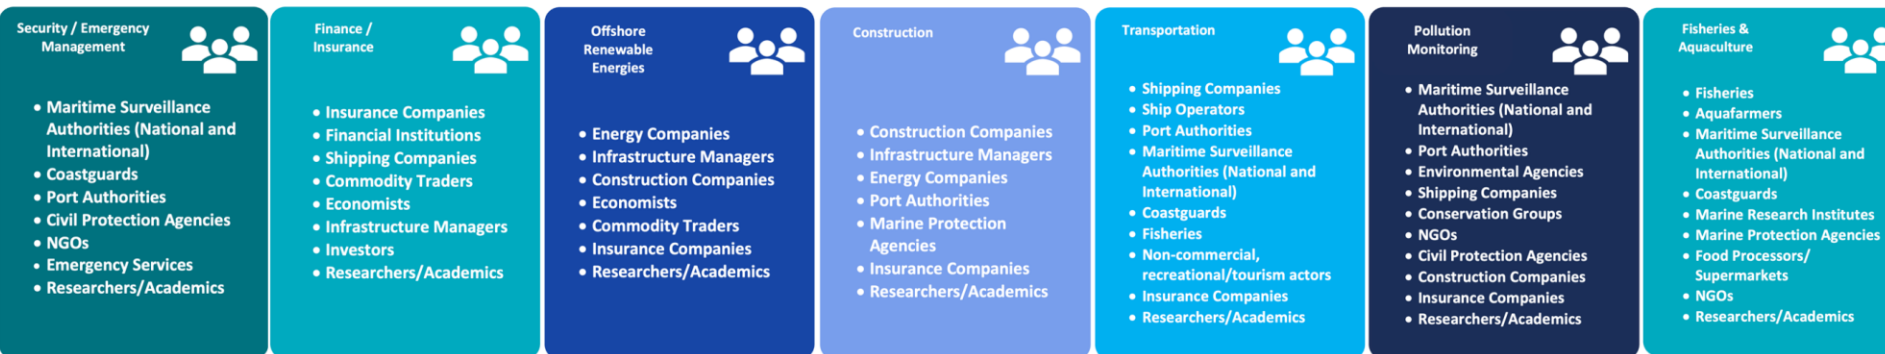 Security / Emergency
Management
• Maritime Surveillance
Authorities (National and
International)
• Coastguards
• Port Authorities
• Civil Protection Agencies
• NGOs
• Emergency Services
• Researchers/Academics
Finance /
Insurance
• Insurance Companies
• Financial Institutions
• Shipping Companies
• Commodity Traders
• Economists
• Infrastructure Managers
• Investors
• Researchers/Academics
Offshore
Renewable
Energies
• Energy Companies
• Infrastructure Managers
• Construction Companies
• Economists
• Commodity Traders
• Insurance Companies
• Researchers/Academics
Construction
• Construction Companies
• Infrastructure Managers
• Energy Companies
• Port Authorities
• Marine Protection
Agencies
• Insurance Companies
• Researchers/Academics
Transportation
• Shipping Companies
• Ship Operators
• Port Authorities
• Maritime Surveillance
Authorities (National and
International)
• Coastguards
• Fisheries
• Non-commercial,
recreational/tourism actors
• Insurance Companies
• Researchers/Academics
Pollution
Monitoring
• Maritime Surveillance
Authorities (National and
International)
• Port Authorities
• Environmental Agencies
• Shipping Companies
• Conservation Groups
• NGOs
• Civil Protection Agencies
• Construction Companies
• Insurance Companies
• Researchers/Academics
Fisheries &
Aquaculture
• Fisheries
• Aquafarmers
• Maritime Surveillance
Authorities (National and
International)
• Coastguards
• Marine Research Institutes
• Marine Protection Agencies
• Food Processors/
Supermarkets
• NGOs
• Researchers/Academics